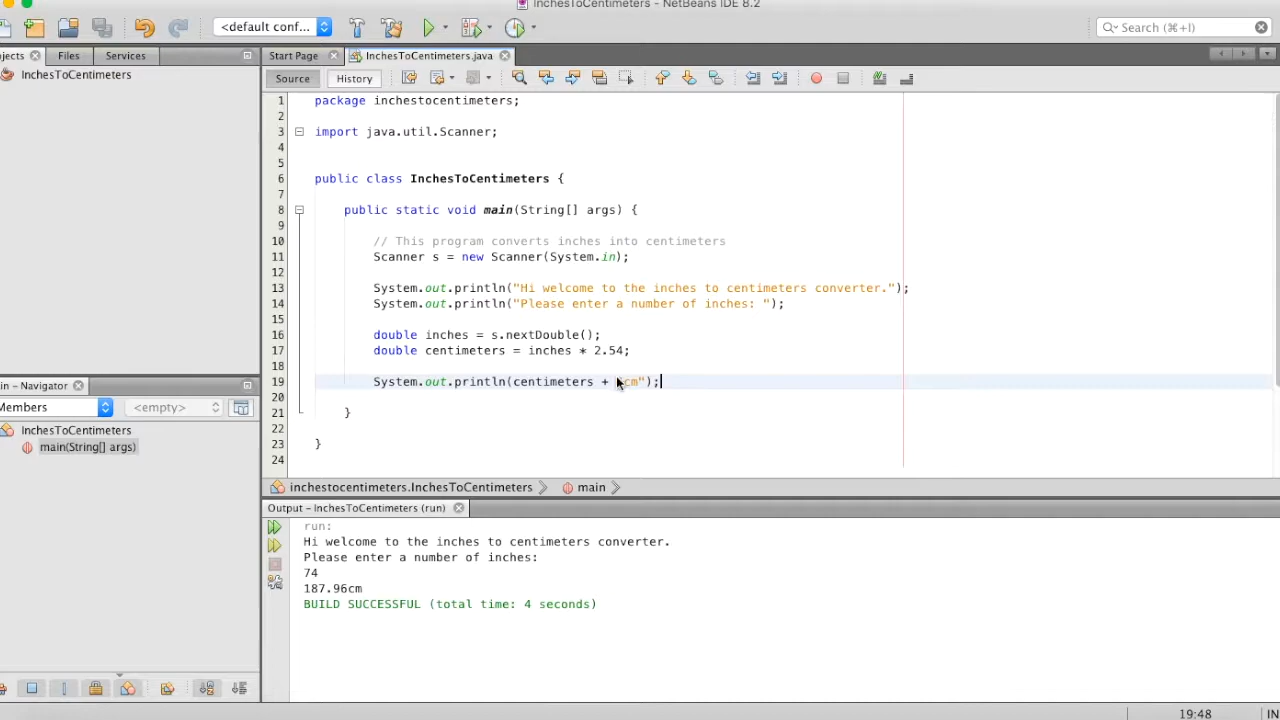 InchesToCentimeters - NetBeans IDE 8.2
<default conf...
Search (⌘+I)
ojects
Files
Services
Start Page
InchesToCentimeters.java
InchesToCentimeters
Source
History
1 package inchestocentimeters;
2
3 import java.util.Scanner;
4
5
6 public class InchesToCentimeters {
7
8 public static void main(String[] args) {
9
10 // This program converts inches into centimeters
11 Scanner s = new Scanner(System.in);
12
13 System.out.println("Hi welcome to the inches to centimeters converter.");
14 System.out.println("Please enter a number of inches: ");
15
16 double inches = s.nextDouble();
17 double centimeters = inches * 2.54;
18
19 System.out.println(centimeters + "cm");
20
21 }
22
23 }
24
in - Navigator
Members
<empty>
InchesToCentimeters
main(String[] args)
inchestocentimeters.InchesToCentimeters
main
Output - InchesToCentimeters (run)
run:
Hi welcome to the inches to centimeters converter.
Please enter a number of inches:
74
187.96cm
BUILD SUCCESSFUL (total time: 4 seconds)
19:48
IN